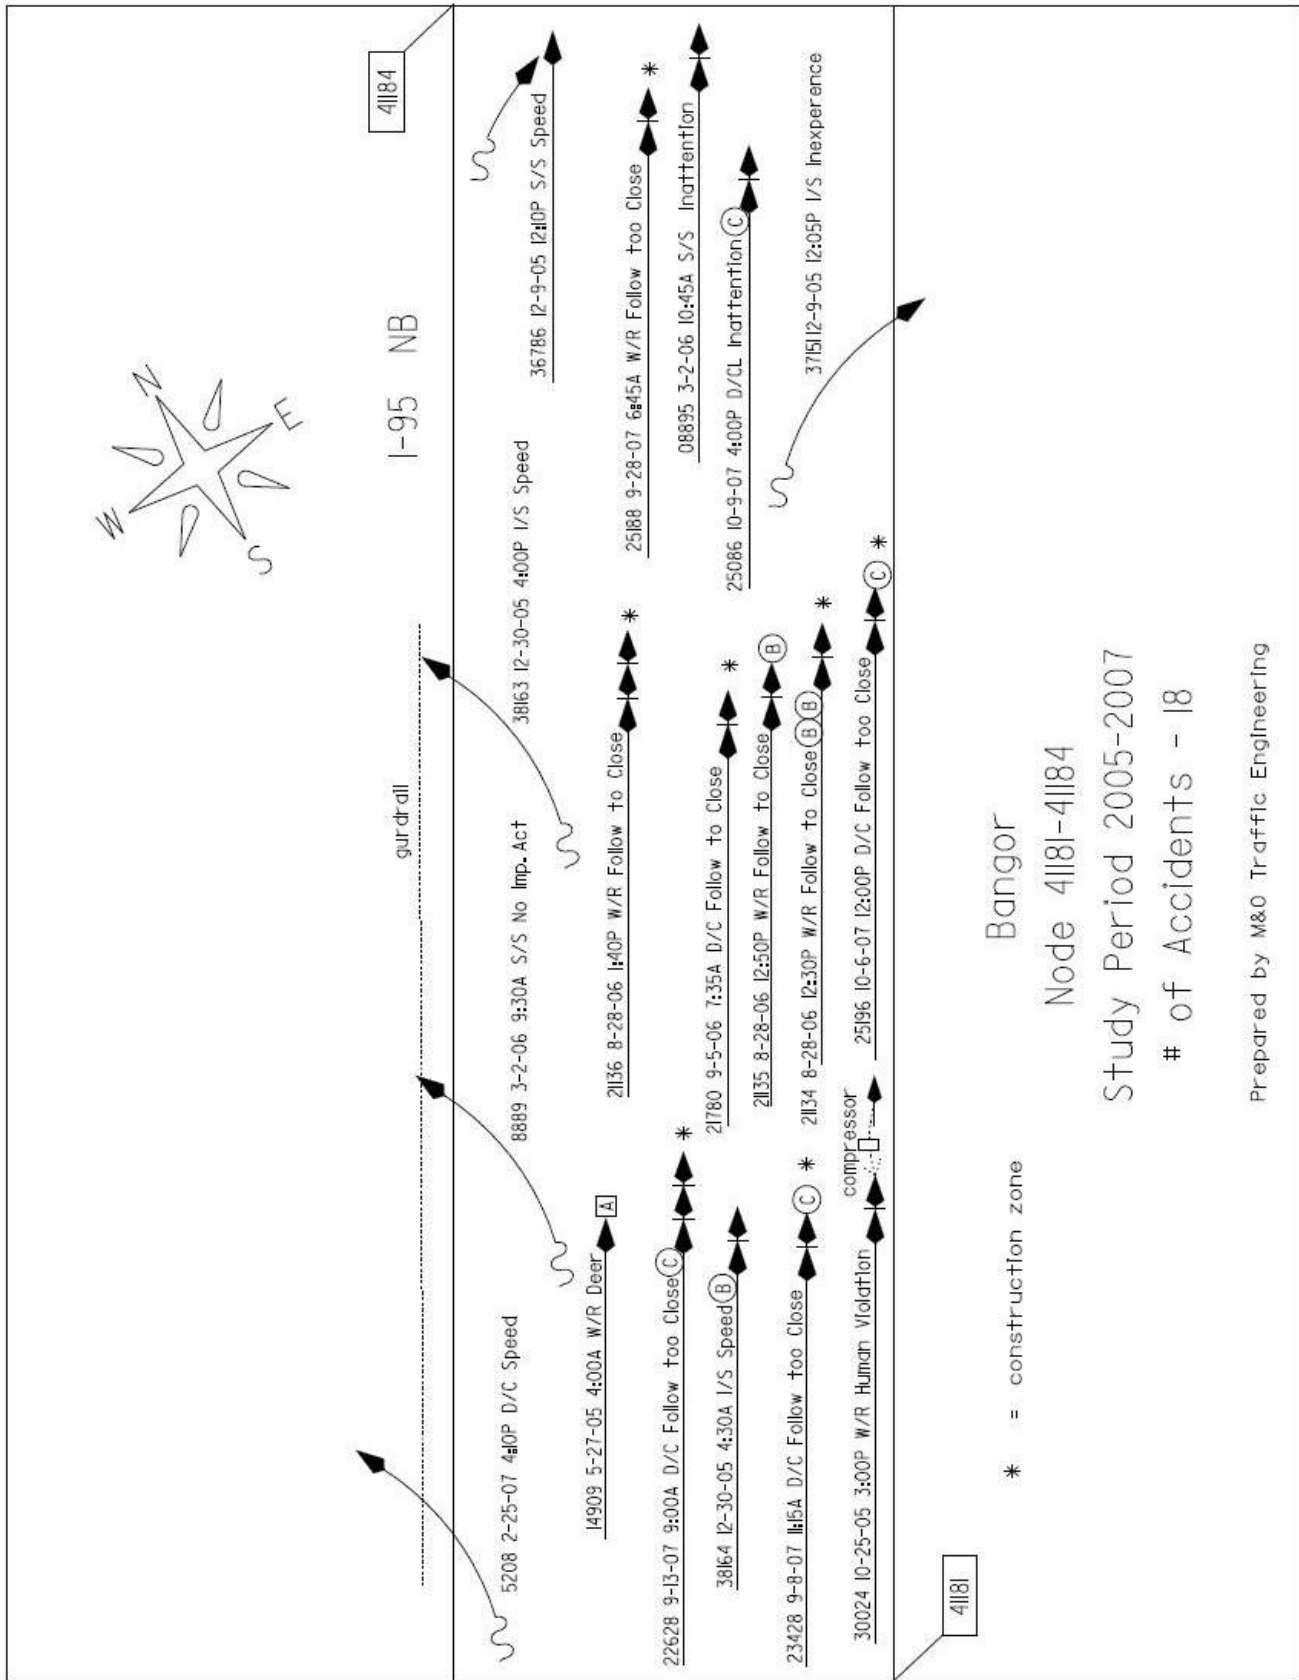 41184
I-95 NB
N
E
S
W
gurdrail
5208 2-25-07 4:10P D/C Speed
8889 3-2-06 9:30A S/S No Imp. Act
38163 12-30-05 4:00P I/S Speed
36786 12-9-05 12:10P S/S Speed
14909 5-27-05 4:00A W/R Deer A
21136 8-28-06 1:40P W/R Follow to Close *
25188 9-28-07 6:45A W/R Follow too Close *
22628 9-13-07 9:00A D/C Follow too Close C *
08895 3-2-06 10:45A S/S Inattention
38164 12-30-05 4:30A I/S Speed B
21780 9-5-06 7:35A D/C Follow to Close *
25086 10-9-07 4:00P D/CL Inattention C
21135 8-28-06 12:50P W/R Follow to Close B
23428 9-8-07 11:15A D/C Follow too Close C *
21134 8-28-06 12:30P W/R Follow to Close B B *
37151 12-9-05 12:05P I/S Inexperence
30024 10-25-05 3:00P W/R Human Violation
compressor
25196 10-6-07 12:00P D/C Follow too Close C *
41181
* = construction zone
Bangor
Node 41181-41184
Study Period 2005-2007
# of Accidents - 18
Prepared by M&O Traffic Engineering